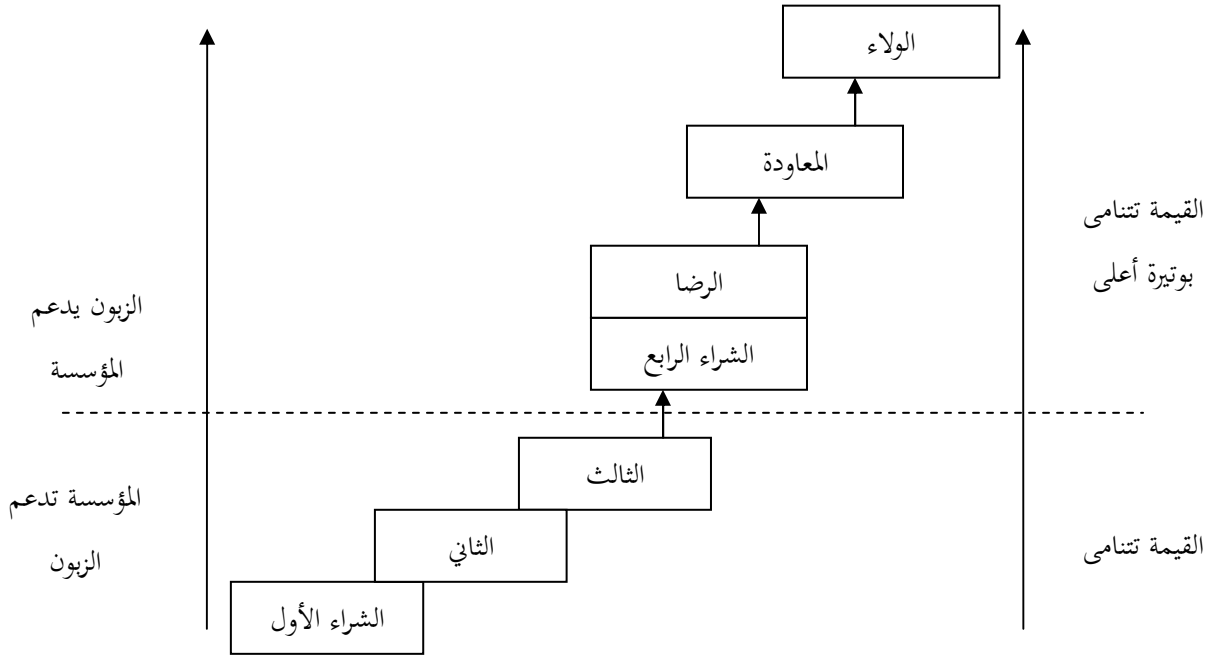 الولاء
المعاودة
القيمة تتنامى
بوتيرة أعلى
الرضا
الزبون يدعم
المؤسسة
الشراء الرابع
الثالث
المؤسسة تدعم
الزبون
الثاني
القيمة تتنامى
الشراء الأول